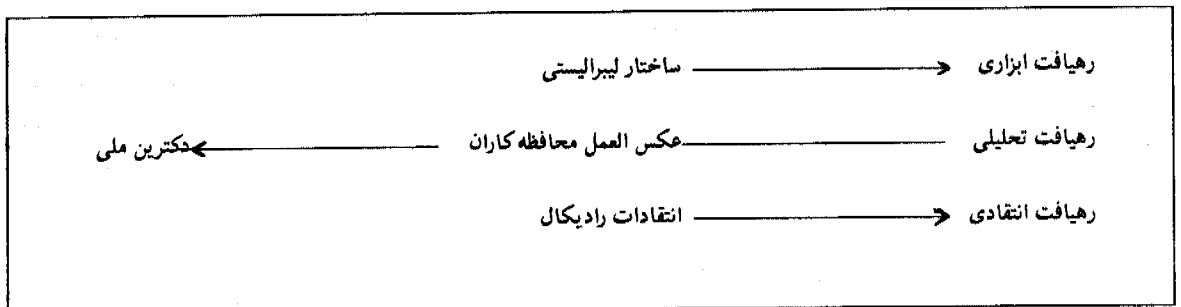 رهیافت ابزاری ساختار لیبرالیستی
رهیافت تحلیلی عکس العمل محافظه کاران دکترین ملی
رهیافت انتقادی انتقادات رادیکال